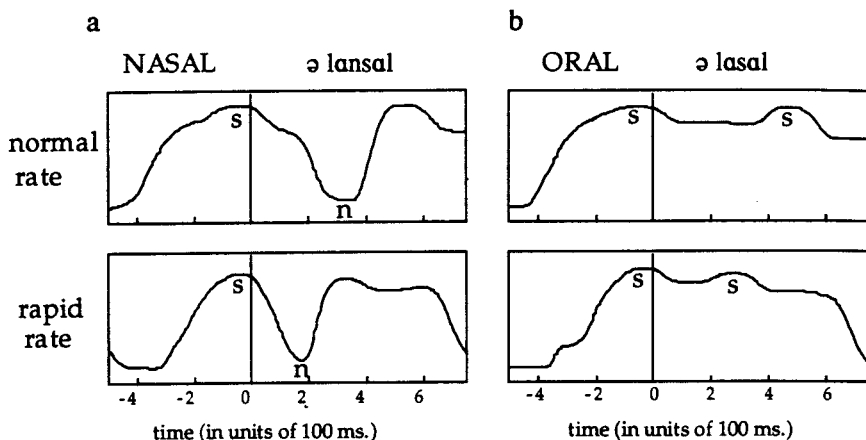 a
NASAL ə lansal
s
n
normal rate
s
n
rapid rate
-4 -2 0 2 4 6
time (in units of 100 ms.)
b
ORAL ə lasal
s s
s s
-4 -2 0 2 4 6
time (in units of 100 ms.)